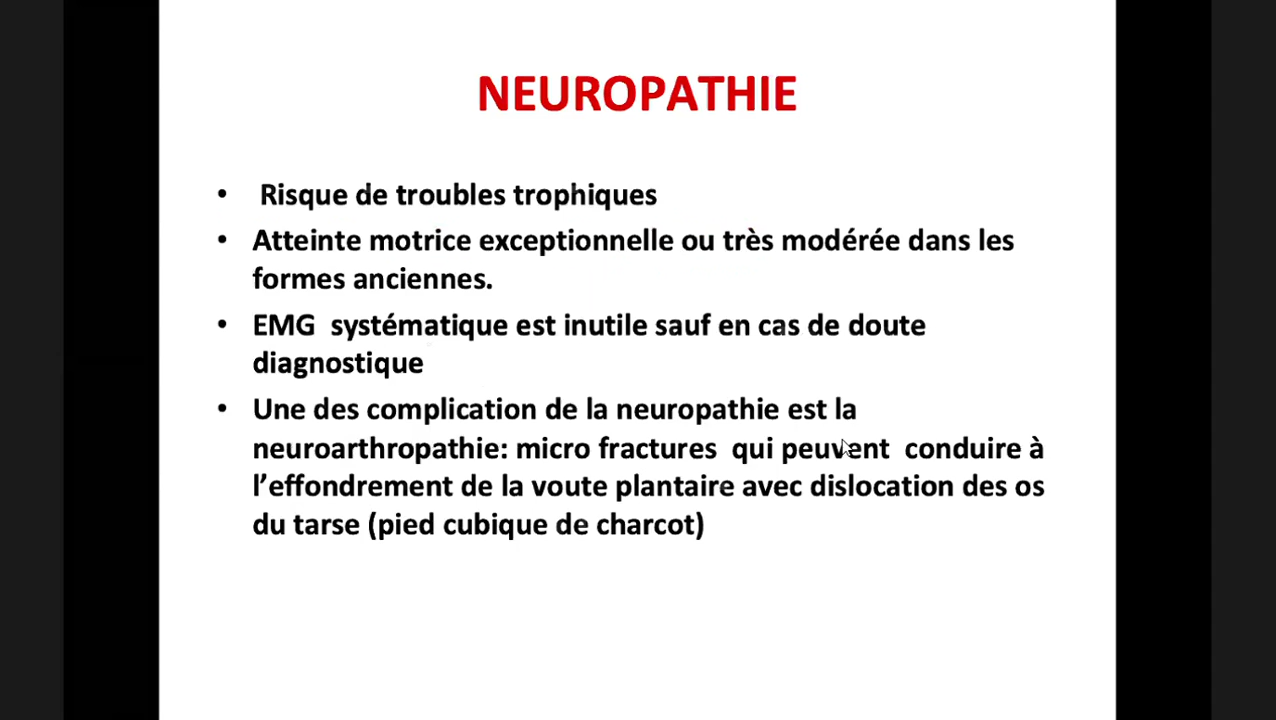 NEUROPATHIE
• Risque de troubles trophiques
• Atteinte motrice exceptionnelle ou très modérée dans les
formes anciennes.
• EMG systématique est inutile sauf en cas de doute
diagnostique
• Une des complication de la neuropathie est la
neuroarthropathie: micro fractures qui peuvent conduire à
l’effondrement de la voute plantaire avec dislocation des os
du tarse (pied cubique de charcot)